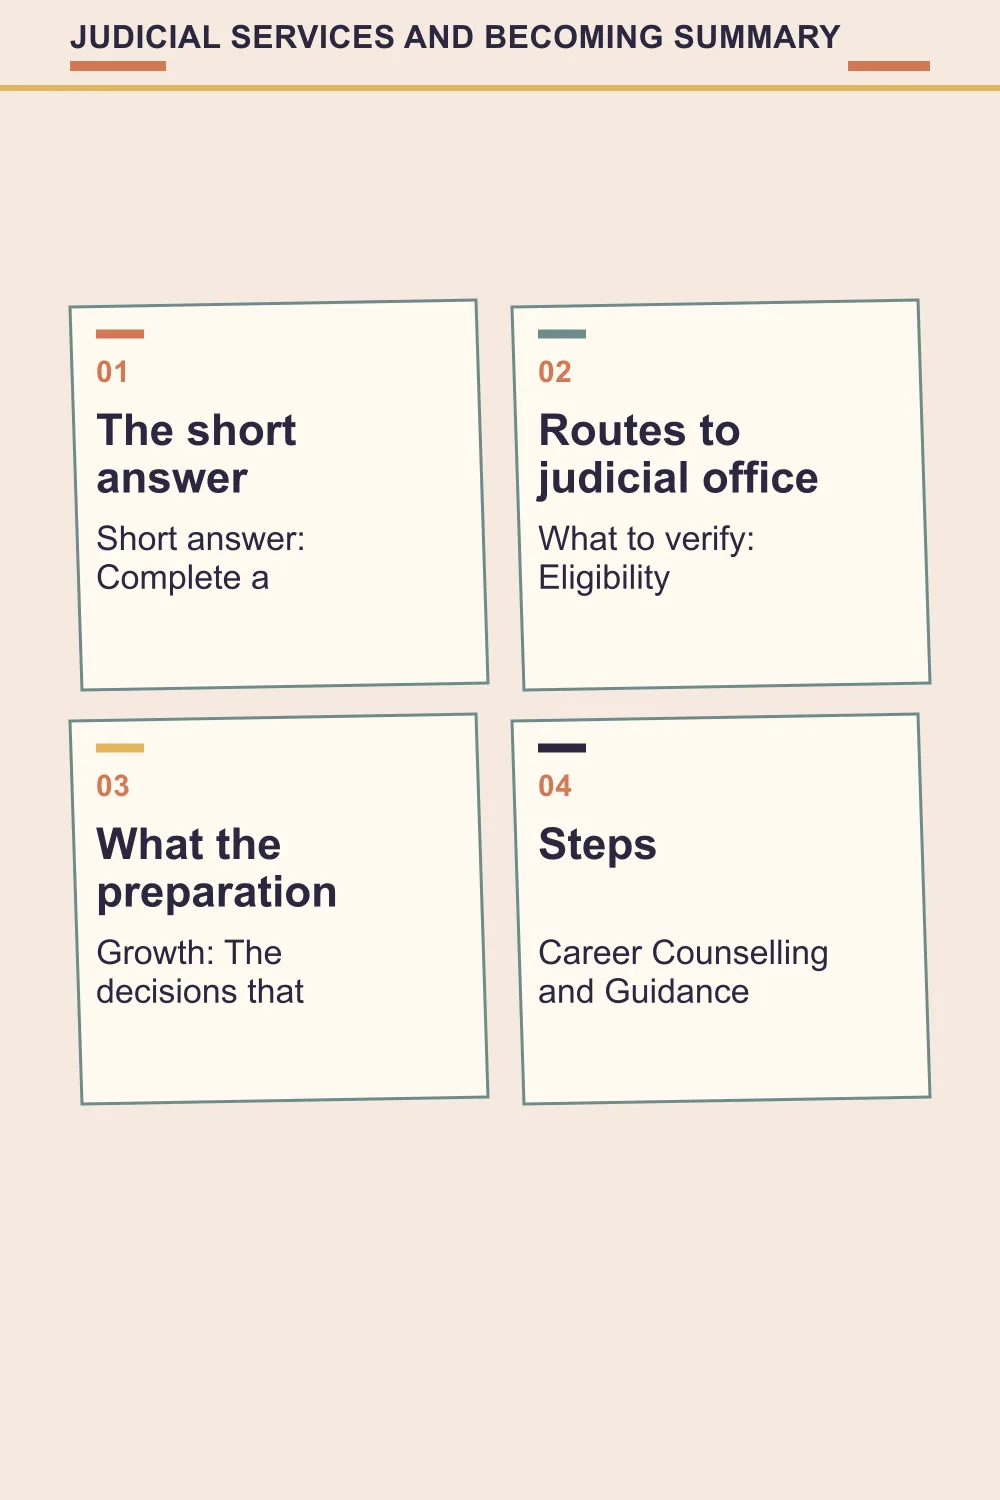 JUDICIAL SERVICES AND BECOMING SUMMARY
01
The short
answer
Short answer:
Complete a
02
Routes to
judicial office
What to verify:
Eligibility
03
What the
preparation
Growth: The
decisions that
04
Steps
Career Counselling
and Guidance